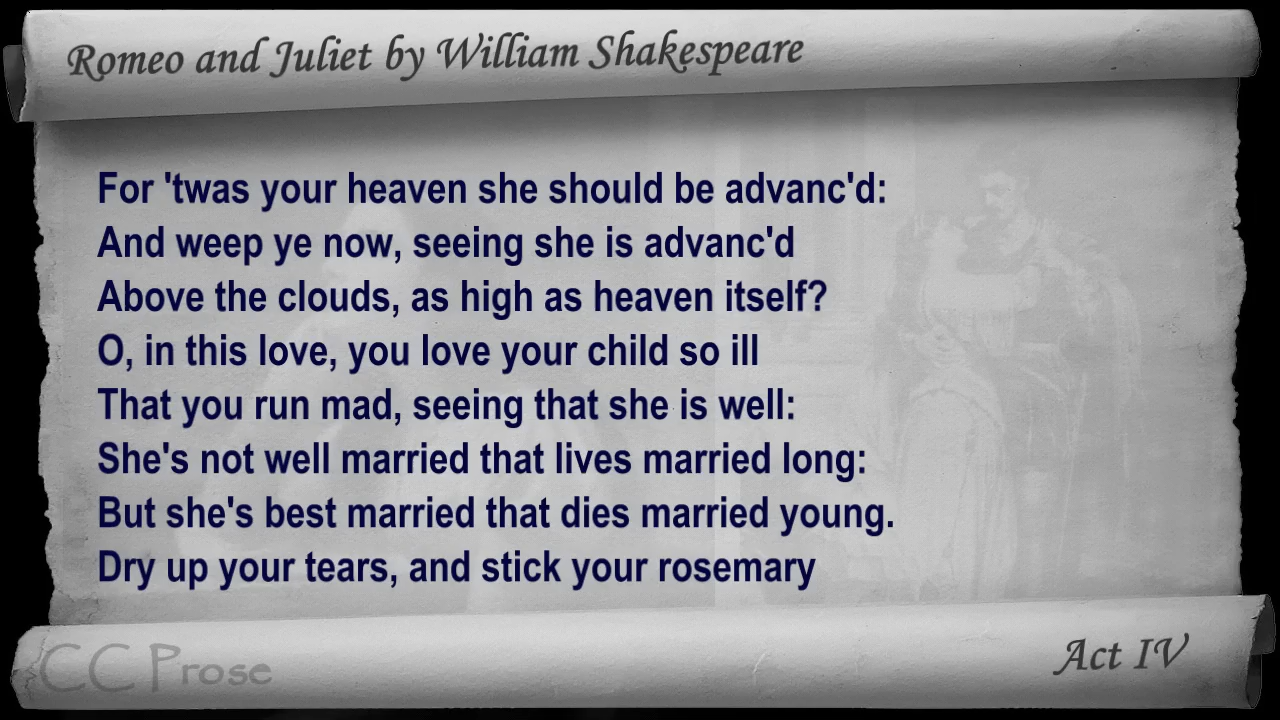 Romeo and Juliet by William Shakespeare
For 'twas your heaven she should be advanc'd:
And weep ye now, seeing she is advanc'd
Above the clouds, as high as heaven itself?
O, in this love, you love your child so ill
That you run mad, seeing that she is well:
She's not well married that lives married long:
But she's best married that dies married young.
Dry up your tears, and stick your rosemary
CC Prose
Act IV